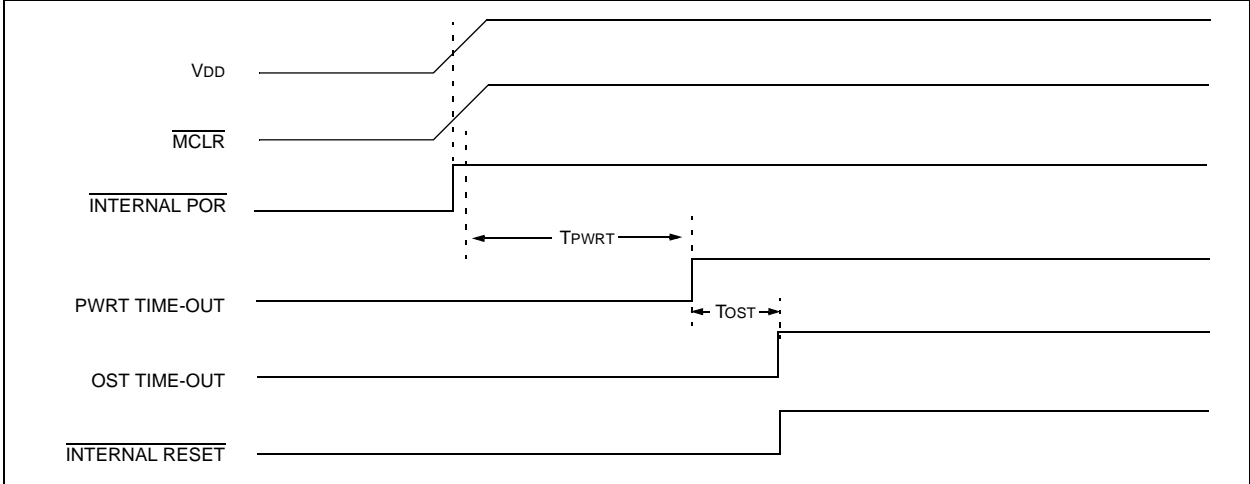 VDD
MCLR
INTERNAL POR
TPWRT
PWRT TIME-OUT
TOST
OST TIME-OUT
INTERNAL RESET